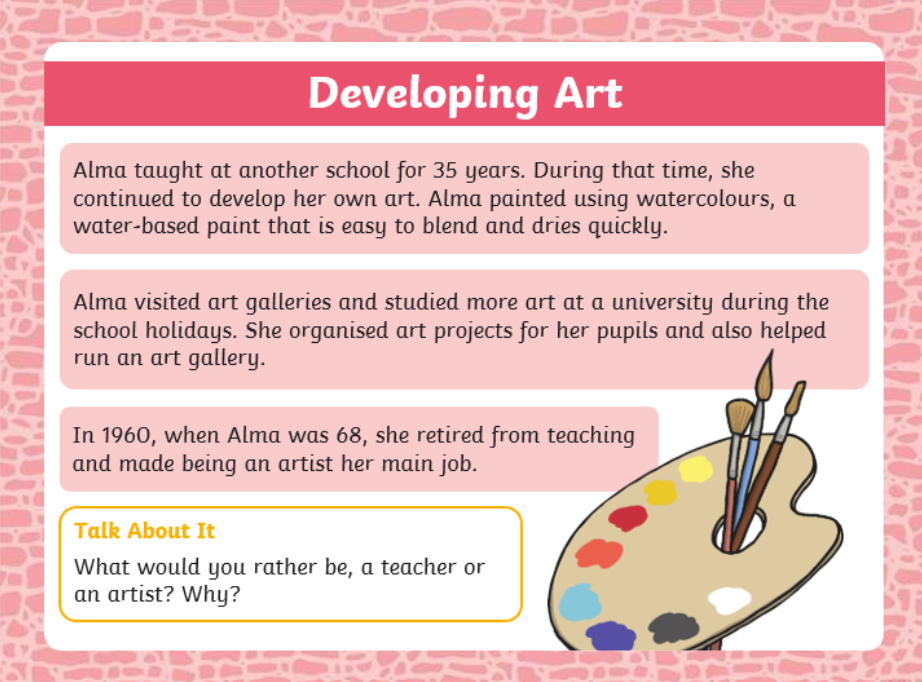 Developing Art
Alma taught at another school for 35 years. During that time, she
continued to develop her own art. Alma painted using watercolours, a
water-based paint that is easy to blend and dries quickly.
Alma visited art galleries and studied more art at a university during the
school holidays. She organised art projects for her pupils and also helped
run an art gallery.
In 1960, when Alma was 68, she retired from teaching
and made being an artist her main job.
Talk About It
What would you rather be, a teacher or
an artist? Why?